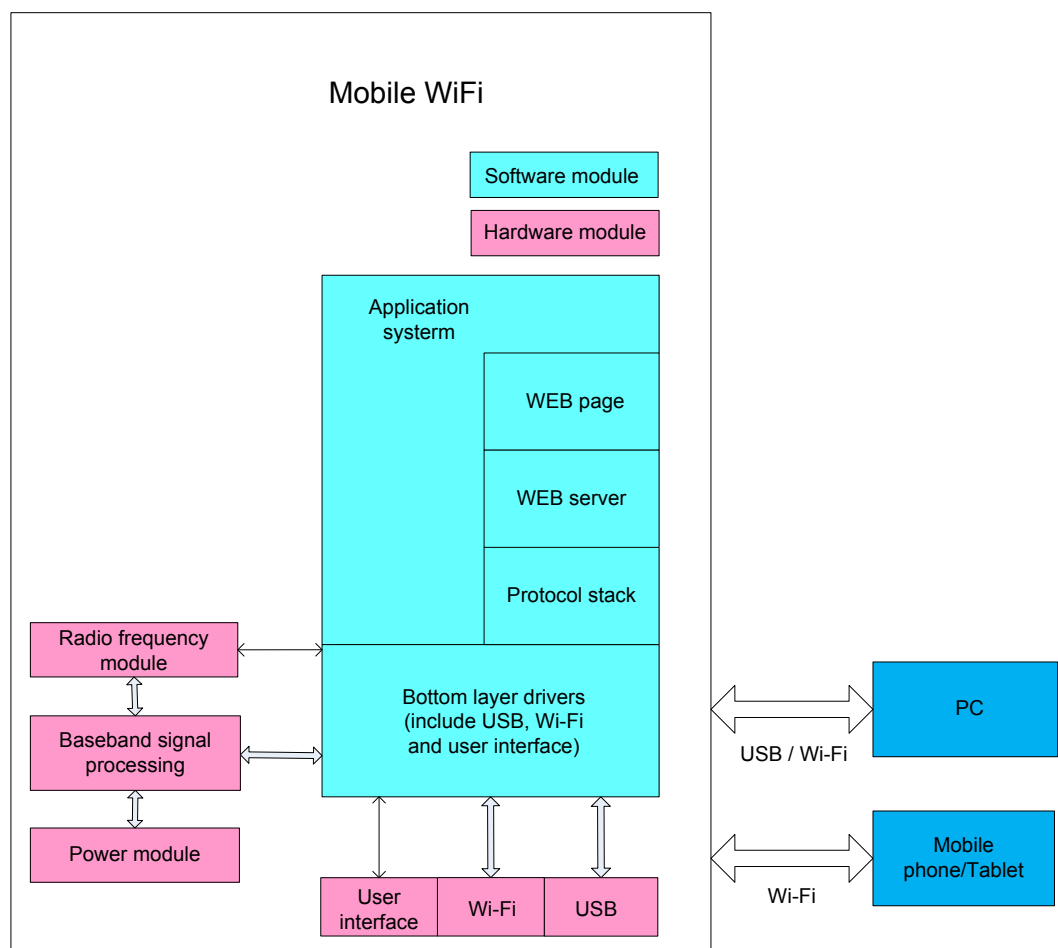 Mobile WiFi
Software module
Hardware module
Application
systerm
WEB page
WEB server
Protocol stack
Radio frequency
module
Bottom layer drivers
(include USB, Wi-Fi
and user interface)
Baseband signal
processing
Power module
User
interface
Wi-Fi
USB
PC
USB / Wi-Fi
Mobile
phone/Tablet
Wi-Fi